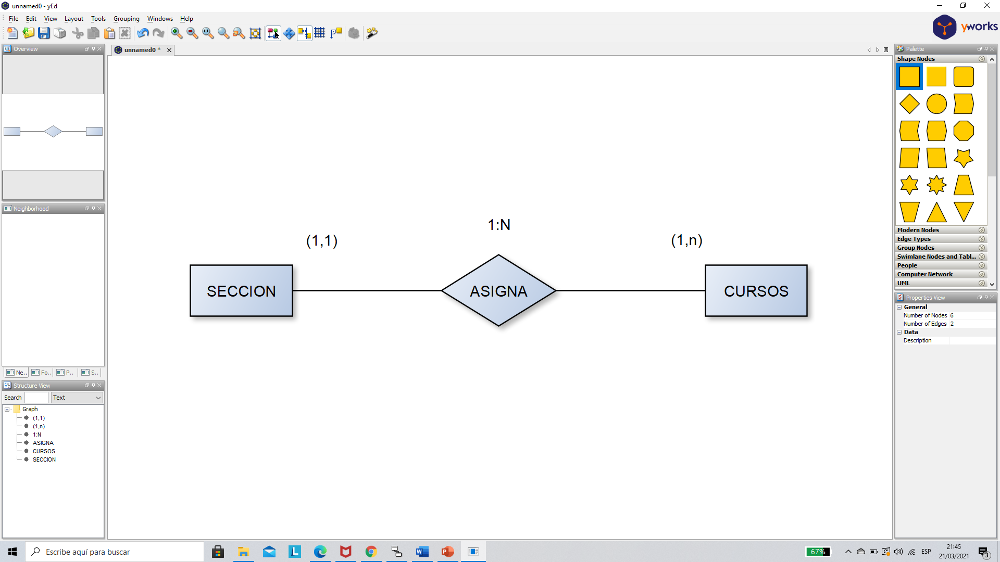 unnamed0 - yEd
File Edit View Layout Tools Grouping Windows Help
yworks
Overview
unnamed0 *
Palette
Shape Nodes
Neighborhood
1:N
(1,1)
(1,n)
SECCION
ASIGNA
CURSOS
Modern Nodes
Edge Types
Group Nodes
Swimlane Nodes and Tabl...
People
Computer Network
UML
Properties View
General
Number of Nodes 6
Number of Edges 2
Data
Description
Ne.. Fo.. P.. S..
Structure View
Search Text
Graph
(1,1)
(1,n)
1:N
ASIGNA
CURSOS
SECCION
Escribe aquí para buscar
67%
ESP
21:45
21/03/2021
3